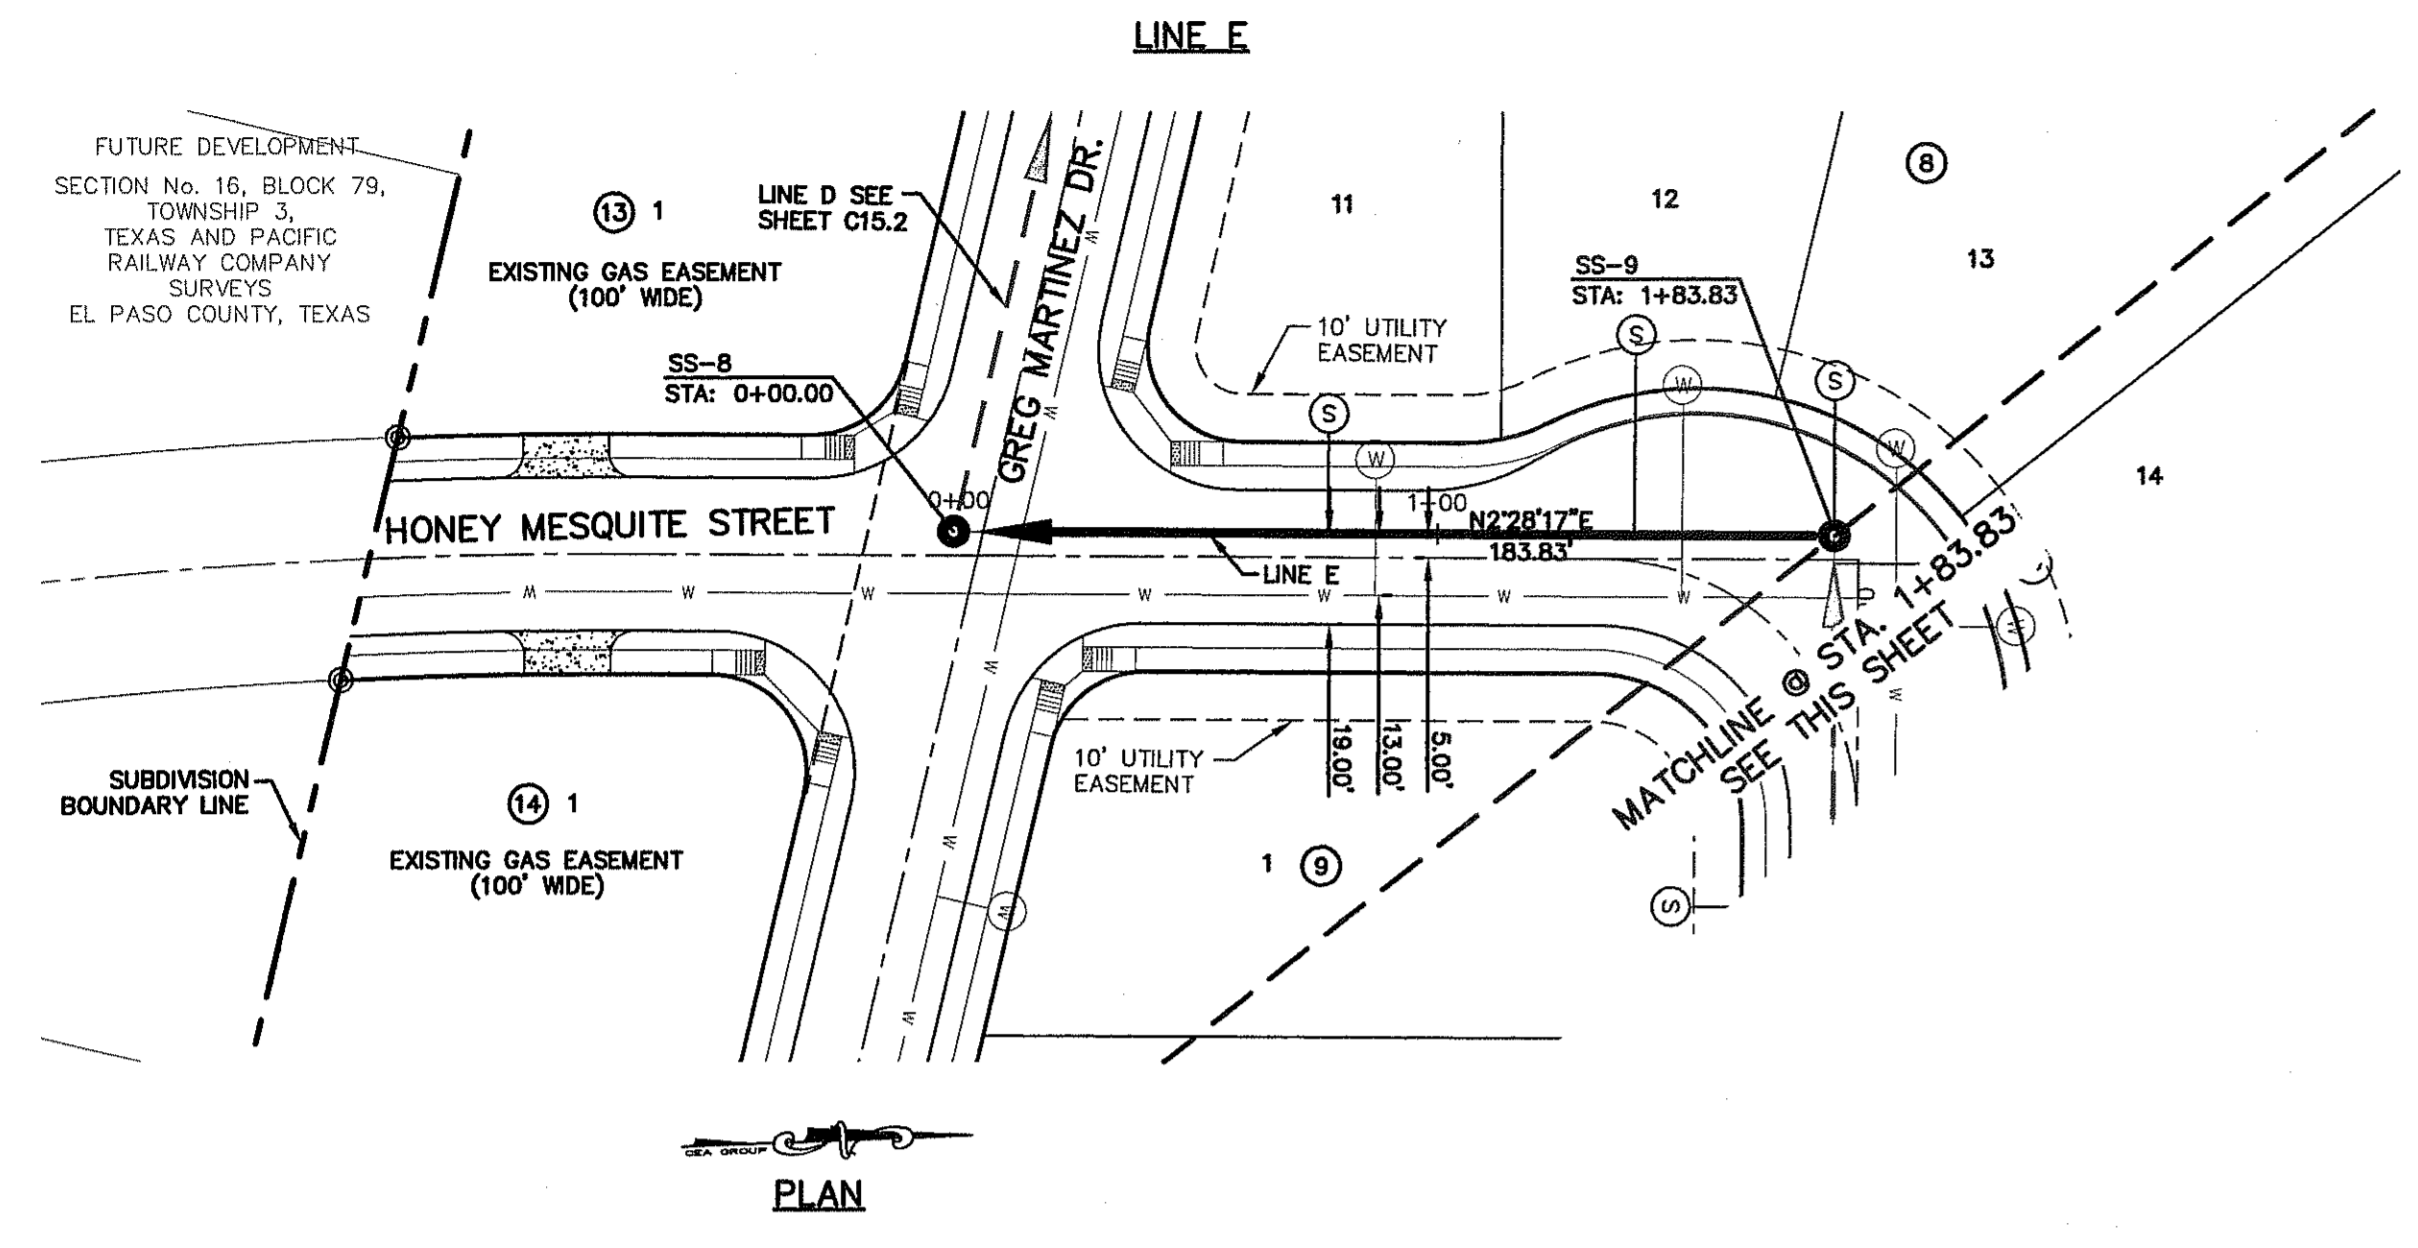 LINE E
FUTURE DEVELOPMENT
SECTION No. 16, BLOCK 79,
TOWNSHIP 3,
TEXAS AND PACIFIC
RAILWAY COMPANY
SURVEYS
EL PASO COUNTY, TEXAS
13 1
EXISTING GAS EASEMENT
(100' WIDE)
LINE D SEE
SHEET C15.2
GREG MARTINEZ DR.
11
12
8
13
14
SS-9
STA: 1+83.83
10' UTILITY
EASEMENT
SS-8
STA: 0+00.00
S
S
S
W
W
W
0+00
1+00
HONEY MESQUITE STREET
N2°28'17"E
183.83'
LINE E
W W W W W W W
W
W
W
W
W
W
W
W
W
S
MATCHLINE @ STA. 1+83.83
SEE THIS SHEET
19.00'
13.00'
5.00'
10' UTILITY
EASEMENT
SUBDIVISION
BOUNDARY LINE
14 1
EXISTING GAS EASEMENT
(100' WIDE)
1 9
CEA GROUP
PLAN